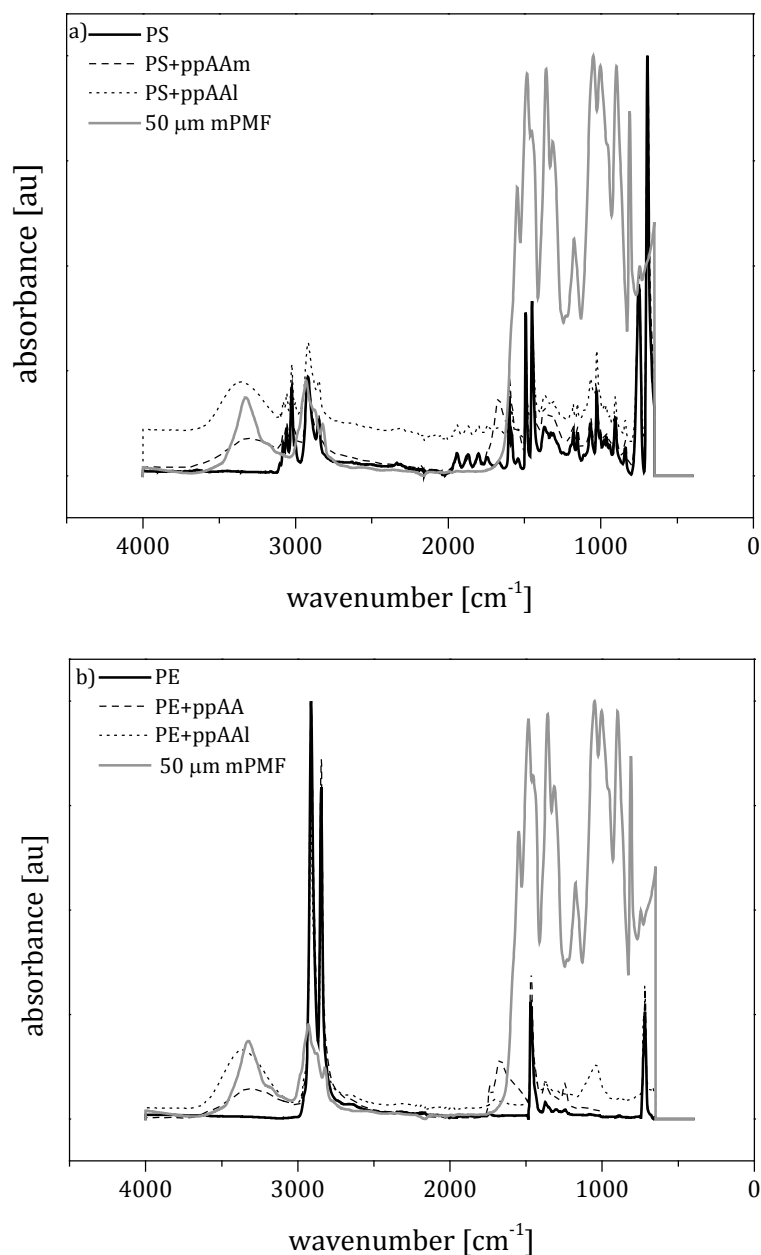 a)
PS
PS+ppAAm
PS+ppAAl
50 μm mPMF
absorbance [au]
4000 3000 2000 1000 0
wavenumber [cm⁻¹]
b)
PE
PE+ppAA
PE+ppAAl
50 μm mPMF
absorbance [au]
4000 3000 2000 1000 0
wavenumber [cm⁻¹]